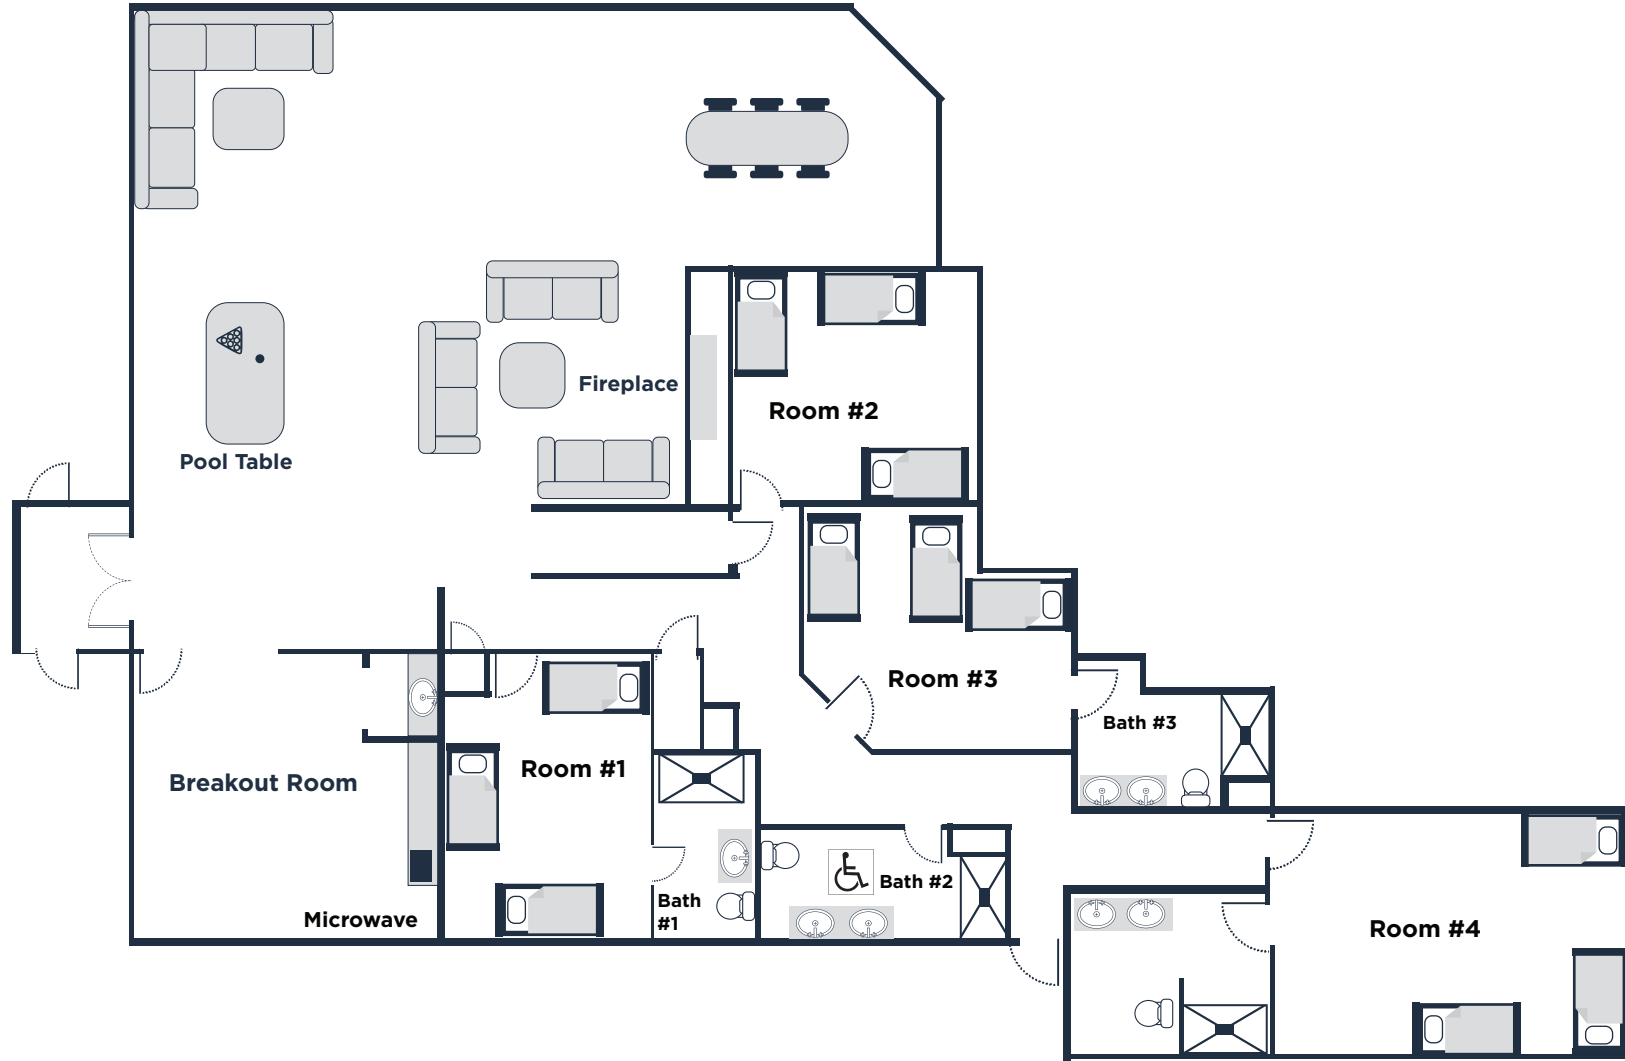 Fireplace
Room #2
Pool Table
Room #3
Bath #3
Room #1
Breakout Room
Bath #2
Bath
#1
Microwave
Room #4